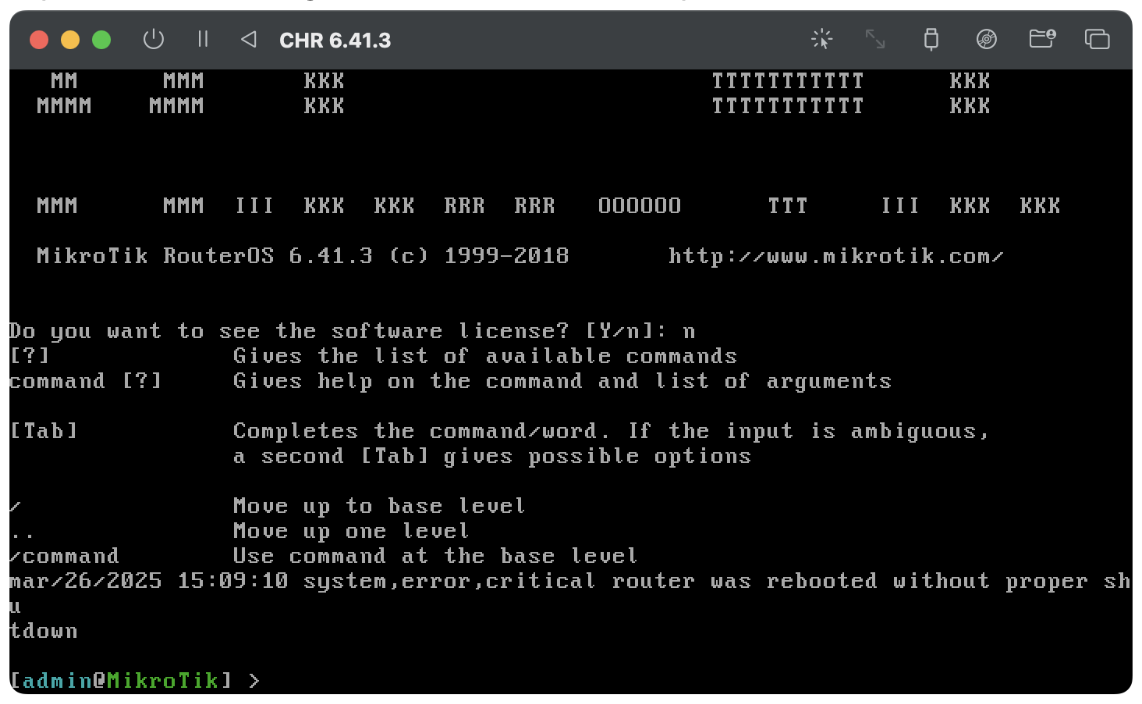 CHR 6.41.3
MM MMM KKK TTTTTTTTTTT KKK
MMMM MMMM KKK TTTTTTTTTTT KKK
MMM MMM III KKK KKK RRR RRR OOOOOO TTT III KKK KKK
MikroTik RouterOS 6.41.3 (c) 1999-2018 http://www.mikrotik.com/
Do you want to see the software license? [Y/n]: n
[?] Gives the list of available commands
command [?] Gives help on the command and list of arguments
[Tab] Completes the command/word. If the input is ambiguous,
a second [Tab] gives possible options
/ Move up to base level
.. Move up one level
/command Use command at the base level
mar/26/2025 15:09:10 system,error,critical router was rebooted without proper sh
u
tdown
[admin@MikroTik] >